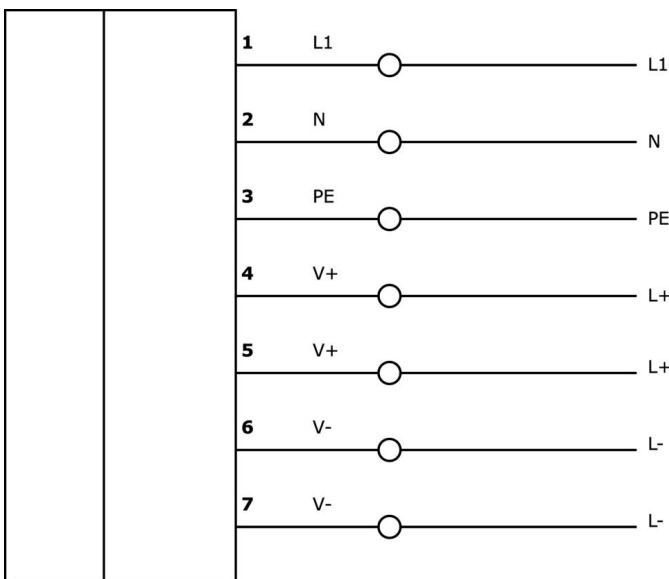 1 L1 L1
2 N N
3 PE PE
4 V+ L+
5 V+ L+
6 V- L-
7 V- L-